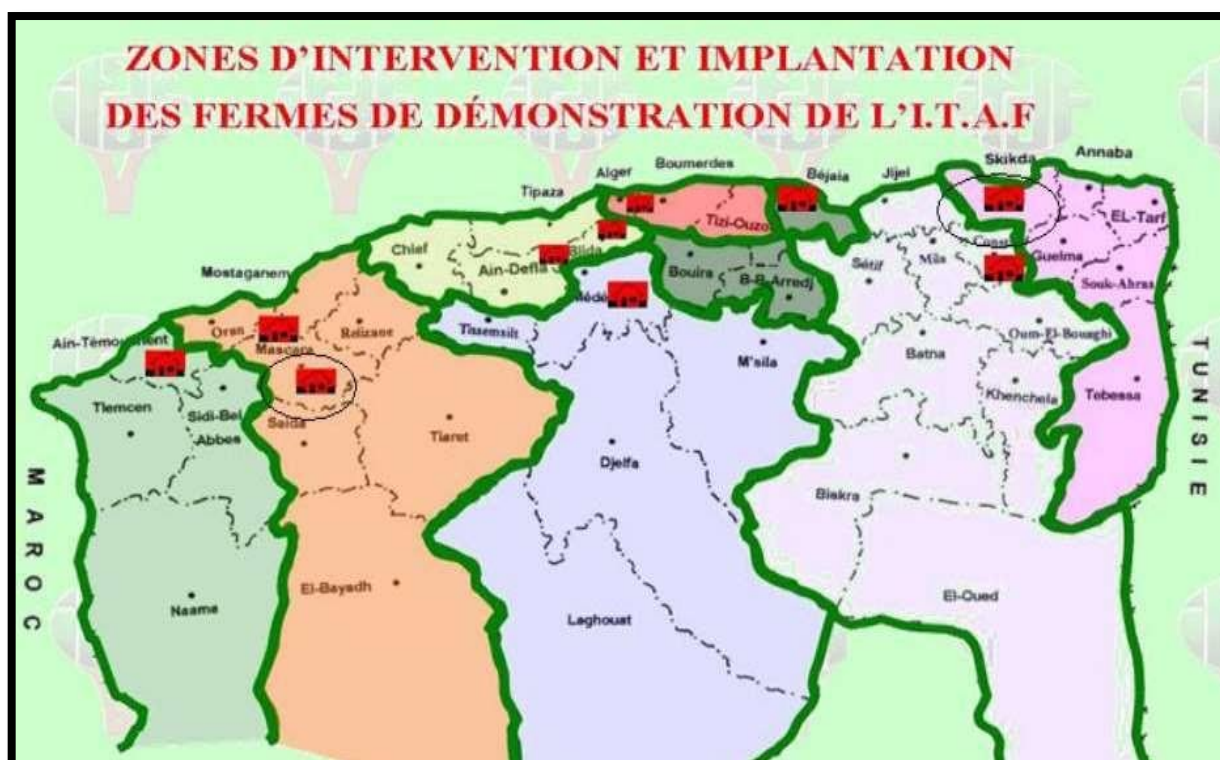 ZONES D'INTERVENTION ET IMPLANTATION
DES FERMES DE DÉMONSTRATION DE L'I.T.A.F
Skikda
Annaba
Alger
Boumerdes
Béjaia
Jijel
Tipaza
EL-Tarf
Tizi-Ouzo
Chlef
Blida
Guelma
Mila
Sétif
Ain-Defla
Bouira
B-B-Arredj
Souk-Ahras
Mostaganem
Oran
Relizane
Tissemsilt
Oum-El-Bouaghi
Ain-Témouchent
Mascara
Batna
M'sila
Khenchela
Tebessa
TUNISIE
Tlemcen
Sidi-Bel
Abbes
Saida
Tiaret
Djelfa
Biskra
MAROC
El-Bayadh
El-Oued
Naama
Laghouat